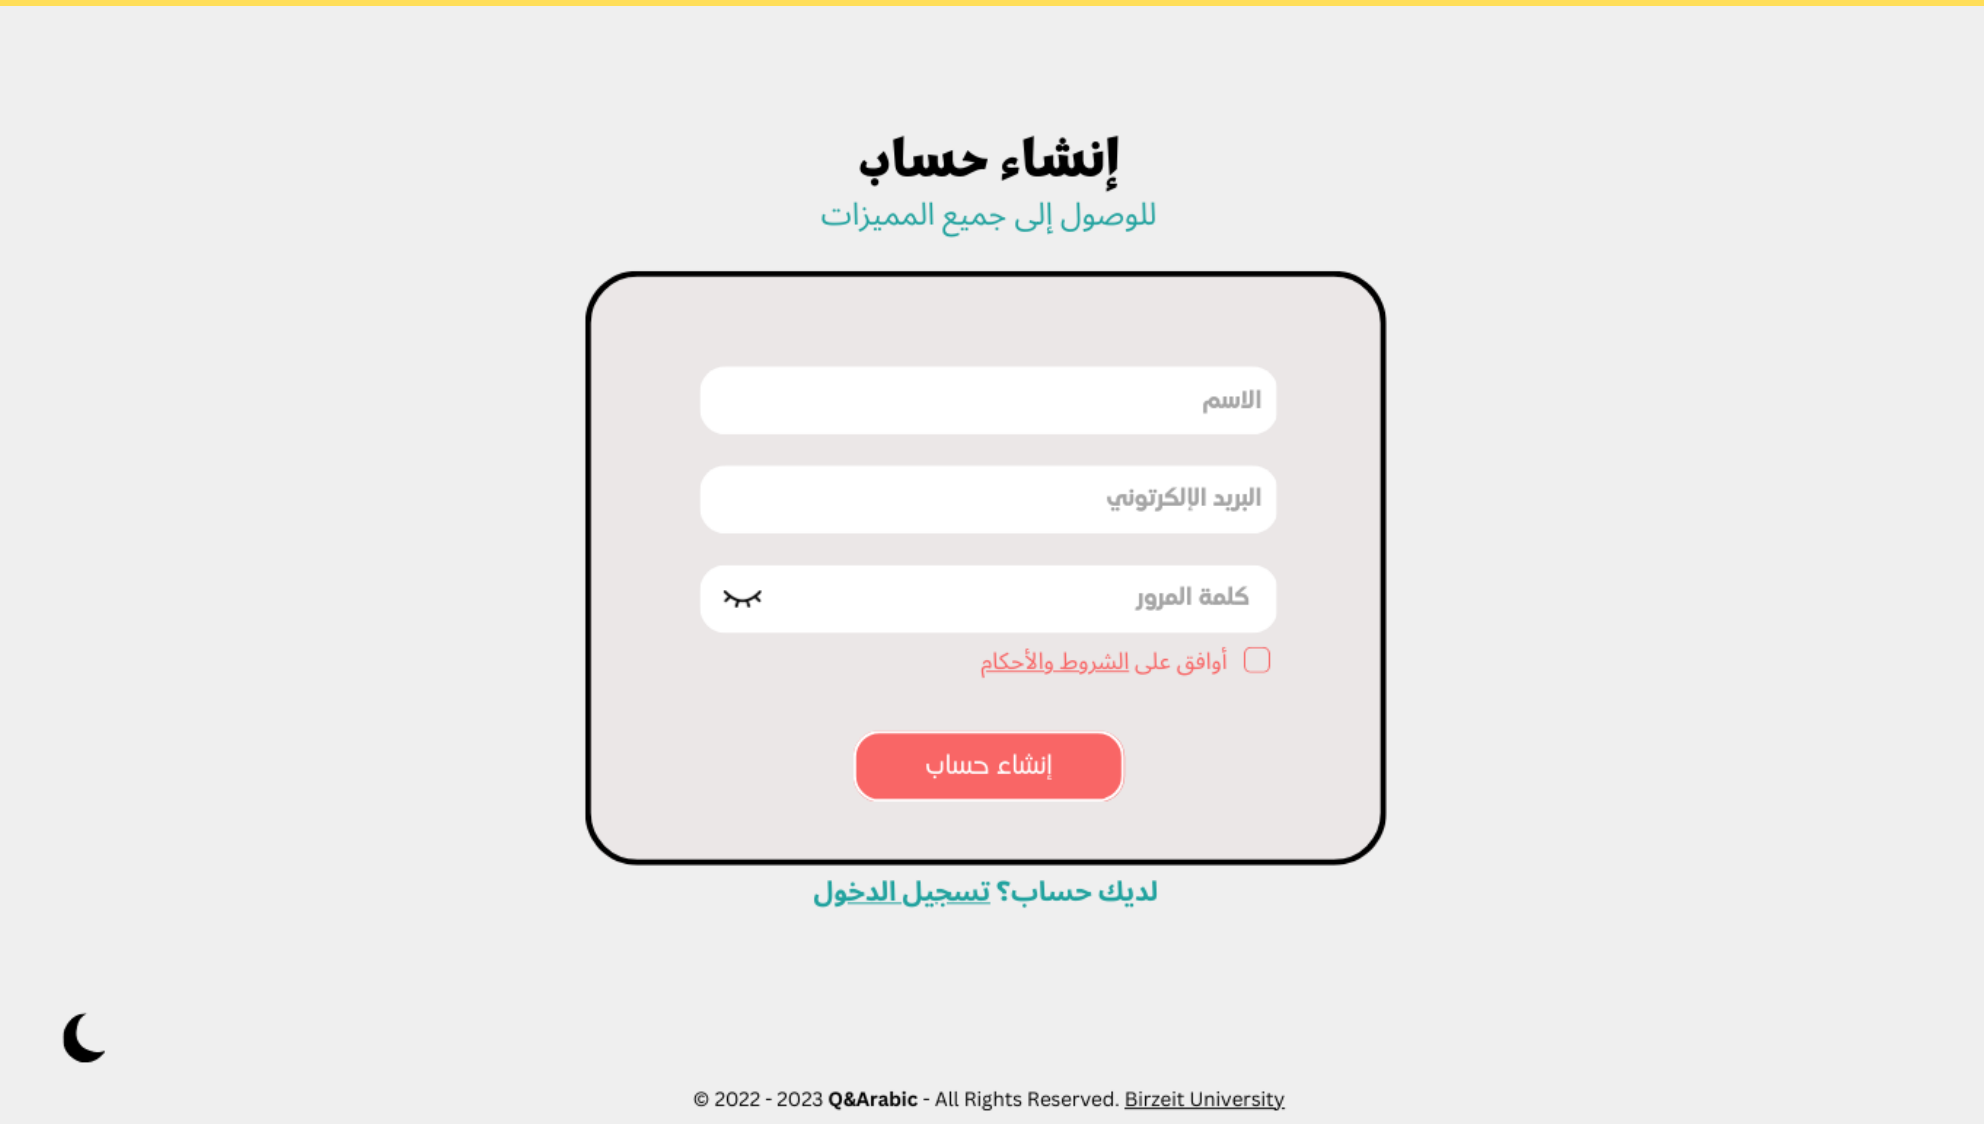 إنشاء حساب
للوصول إلى جميع المميزات
الاسم
البريد الإلكرتوني
كلمة المرور
أوافق على الشروط والأحكام
إنشاء حساب
لديك حساب؟ تسجيل الدخول
© 2022 - 2023 Q&Arabic - All Rights Reserved. Birzeit University